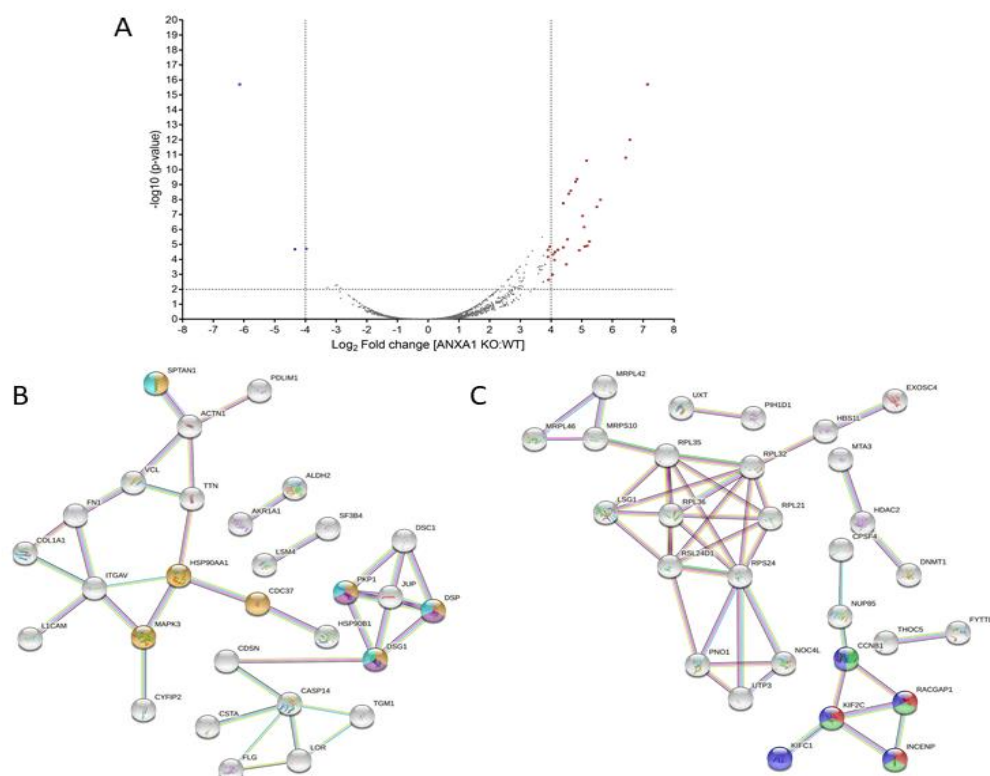 A
20
19
18
17
16
15
14
13
12
11
10
9
8
7
6
5
4
3
2
1
0
-log10 (p-value)
-8 -7 -6 -5 -4 -3 -2 -1 0 1 2 3 4 5 6 7 8
Log2 Fold change [ANXA1 KO:WT]
B
SPTAN1
PDLIM1
ACTN1
VCL
ALDH2
TTN
FN1
AKR1A1
SF3B4
COL1A1
LSM4
DSC1
ITGAV
HSP90AA1
PKP1
JUP
CDC37
DSP
L1CAM
MAPK3
HSP90B1
DSG1
CDSN
CYFIP2
CASP14
TGM1
CSTA
LOR
FLG
C
MRPL42
EXOSC4
UXT
PIH1D1
HBS1L
MRPL46
MRPS10
RPL35
MTA3
RPL32
LSG1
RPL36
RPL21
HDAC2
CPSF4
RSL24D1
RPS24
DNMT1
NUP85
THOC5
FYTTI
PNO1
NOC4L
CCNB1
UTP3
RACGAP1
KIF2C
KIFC1
INCENP